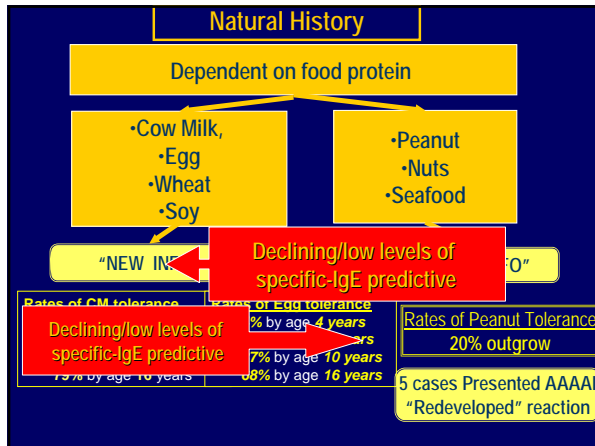 Natural History
Dependent on food protein
•Cow Milk,
•Egg
•Wheat
•Soy
•Peanut
•Nuts
•Seafood
"NEW
Declining/low levels of
specific-IgE predictive
Rates of CM tolerance
Rates of Egg tolerance
% by age 4 years
7% by age 10 years
68% by age 16 years
Declining/low levels of
specific-IgE predictive
79% by age 16 years
Rates of Peanut Tolerance
20% outgrow
5 cases Presented AAAAI
"Redeveloped" reaction